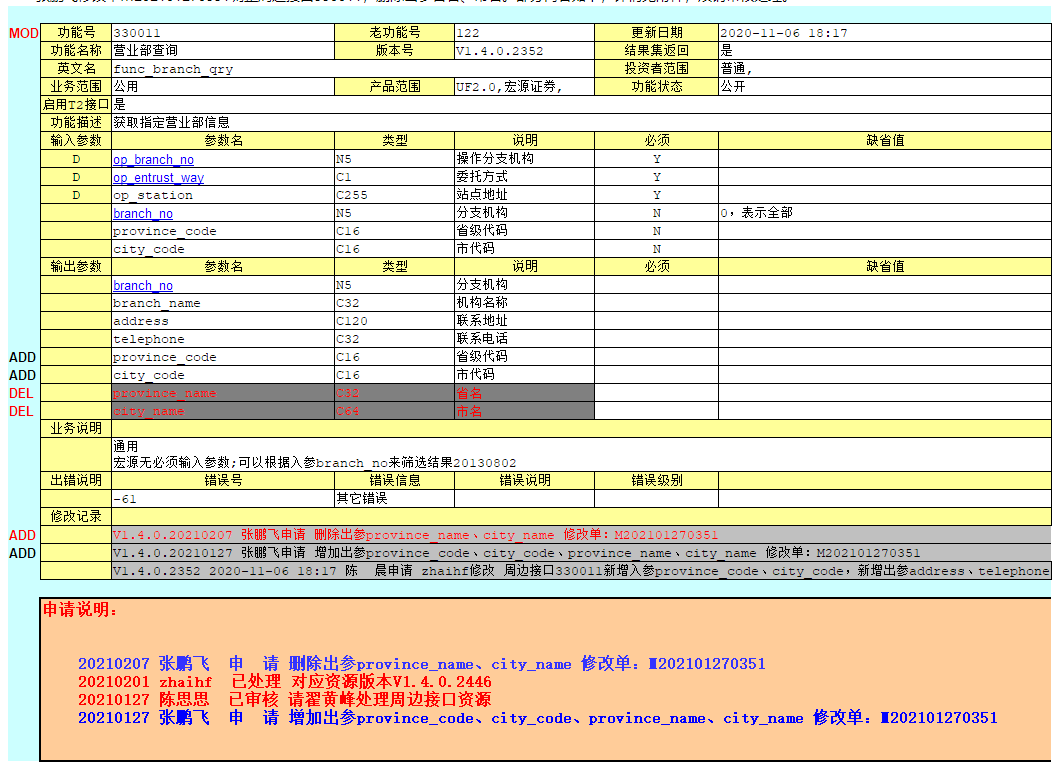 MOD 功能号 330011 老功能号 122 更新日期 2020-11-06 18:17
功能名称 营业部查询 版本号 V1.4.0.2352 结果集返回 是
英文名 func_branch_qry 投资者范围 普通,
业务范围 公用 产品范围 UF2.0,宏源证券, 功能状态 公开
启用T2接口 是
功能描述 获取指定营业部信息
输入参数 参数名 类型 说明 必须 缺省值
D op_branch_no N5 操作分支机构 Y
D op_entrust_way C1 委托方式 Y
D op_station C255 站点地址 Y
branch_no N5 分支机构 N 0，表示全部
province_code C16 省级代码 N
city_code C16 市代码 N
输出参数 参数名 类型 说明 必须 缺省值
branch_no N5 分支机构
branch_name C32 机构名称
address C120 联系地址
telephone C32 联系电话
ADD province_code C16 省级代码
ADD city_code C16 市代码
DEL province_name C32 省名
DEL city_name C64 市名
业务说明
通用
宏源无必须输入参数;可以根据入参branch_no来筛选结果20130802
出错说明 错误号 错误信息 错误说明 错误级别
-61 其它错误
修改记录
ADD V1.4.0.20210207 张鹏飞申请 删除出参province_name、city_name 修改单：M202101270351
ADD V1.4.0.20210127 张鹏飞申请 增加出参province_code、city_code、province_name、city_name 修改单：M202101270351
V1.4.0.2352 2020-11-06 18:17 陈 晨申请 zhaihf修改 周边接口330011新增入参province_code、city_code，新增出参address、telephone
申请说明：
20210207 张鹏飞 申 请 删除出参province_name、city_name 修改单：M202101270351
20210201 zhaihf 已处理 对应资源版本V1.4.0.2446
20210127 陈思思 已审核 请翟黄峰处理周边接口资源
20210127 张鹏飞 申 请 增加出参province_code、city_code、province_name、city_name 修改单：M202101270351